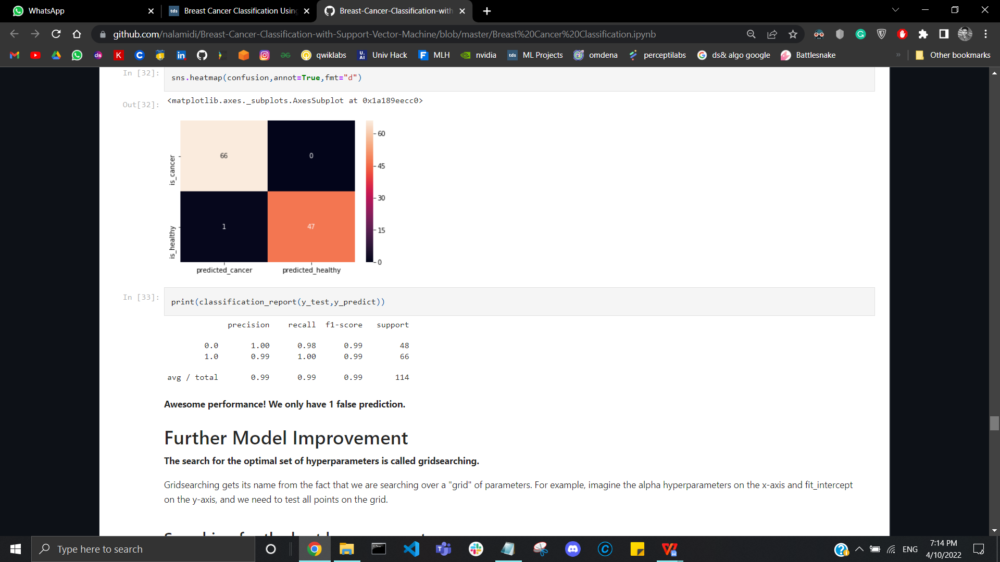 WhatsApp
tds Breast Cancer Classification Using
Breast-Cancer-Classification-with
github.com/nalamidi/Breast-Cancer-Classification-with-Support-Vector-Machine/blob/master/Breast%20Cancer%20Classification.ipynb
ds K C in qwiklabs U. AI Univ Hack F MLH nvidia tds ML Projects omdena perceptilabs G ds& algo google Battlesnake » Other bookmarks
In [32]: sns.heatmap(confusion,annot=True,fmt="d")
Out[32]: <matplotlib.axes._subplots.AxesSubplot at 0x1a189eecc0>
is_cancer 66 0
is_healthy 1 47
predicted_cancer predicted_healthy
60
45
30
15
0
In [33]: print(classification_report(y_test,y_predict))
precision recall f1-score support
0.0 1.00 0.98 0.99 48
1.0 0.99 1.00 0.99 66
avg / total 0.99 0.99 0.99 114
Awesome performance! We only have 1 false prediction.
Further Model Improvement
The search for the optimal set of hyperparameters is called gridsearching.
Gridsearching gets its name from the fact that we are searching over a "grid" of parameters. For example, imagine the alpha hyperparameters on the x-axis and fit_intercept
on the y-axis, and we need to test all points on the grid.
Type here to search
ENG
7:14 PM
4/10/2022